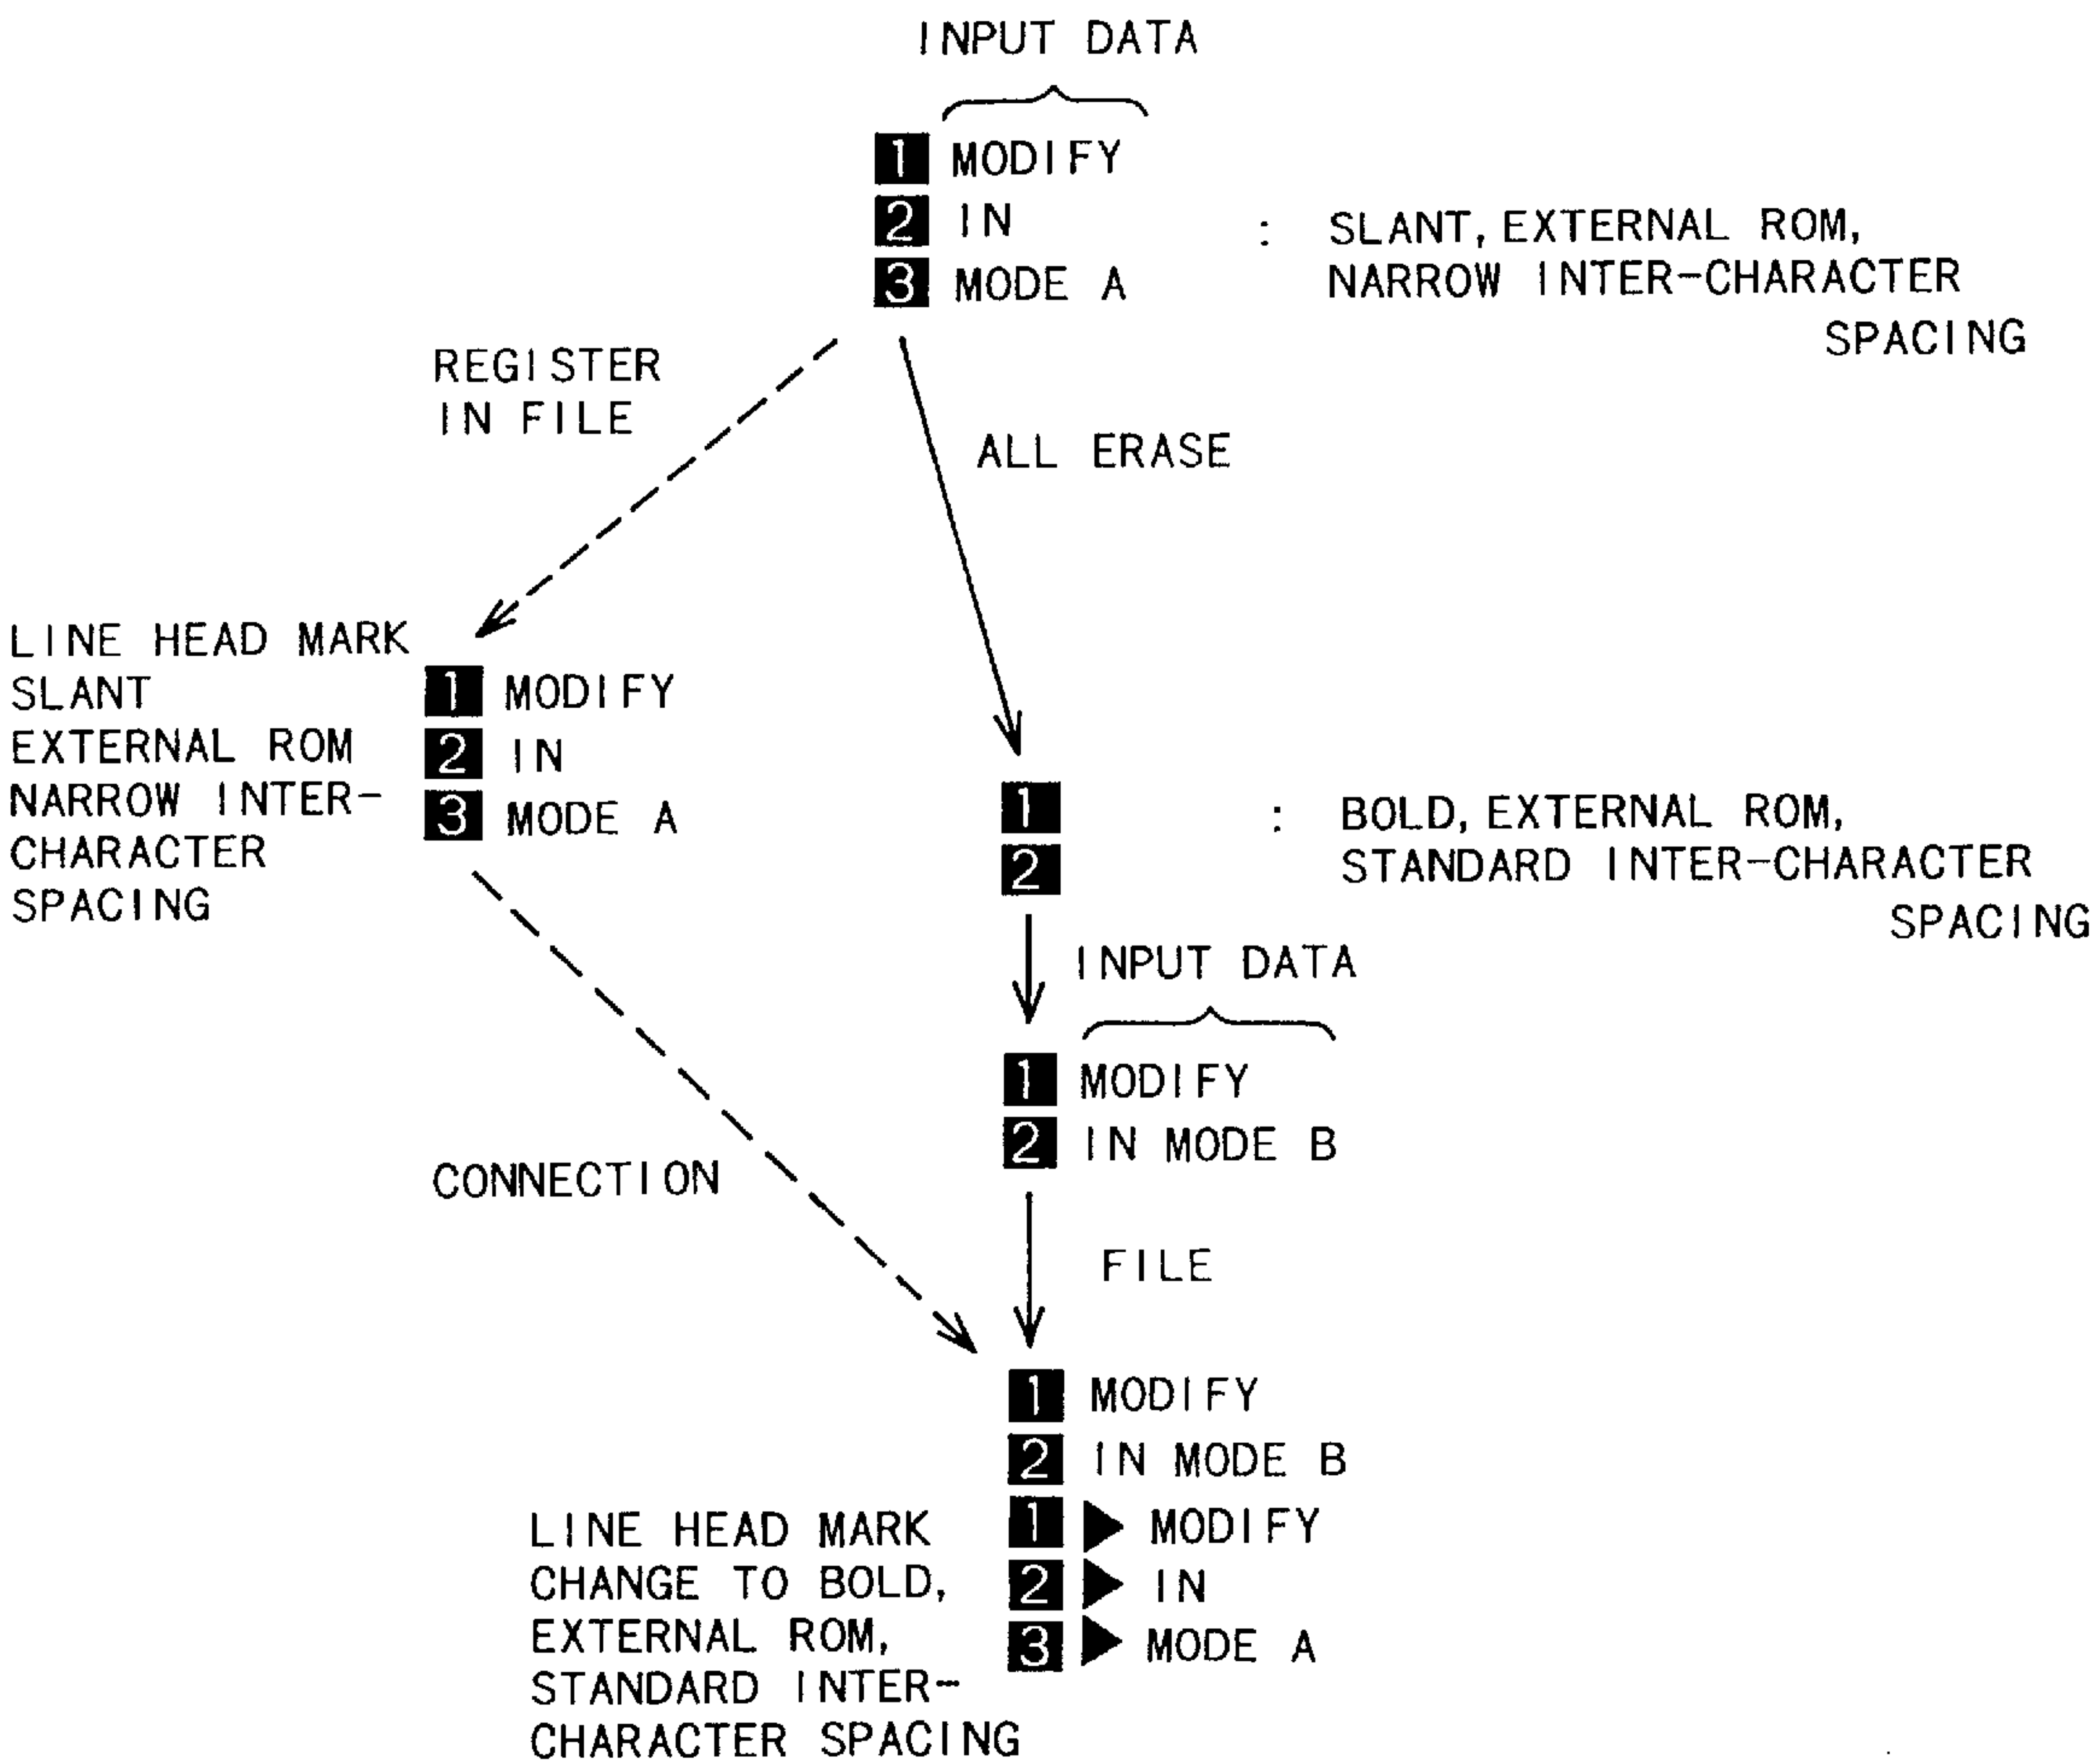 INPUT DATA
1 MODIFY
2 IN
3 MODE A
: SLANT, EXTERNAL ROM,
NARROW INTER-CHARACTER
SPACING
REGISTER
IN FILE
ALL ERASE
LINE HEAD MARK
SLANT
EXTERNAL ROM
NARROW INTER-
CHARACTER
SPACING
1 MODIFY
2 IN
3 MODE A
1
2
: BOLD, EXTERNAL ROM,
STANDARD INTER-CHARACTER
SPACING
INPUT DATA
1 MODIFY
2 IN MODE B
CONNECTION
FILE
1 MODIFY
2 IN MODE B
1 ▶ MODIFY
2 ▶ IN
3 ▶ MODE A
LINE HEAD MARK
CHANGE TO BOLD,
EXTERNAL ROM,
STANDARD INTER-
CHARACTER SPACING